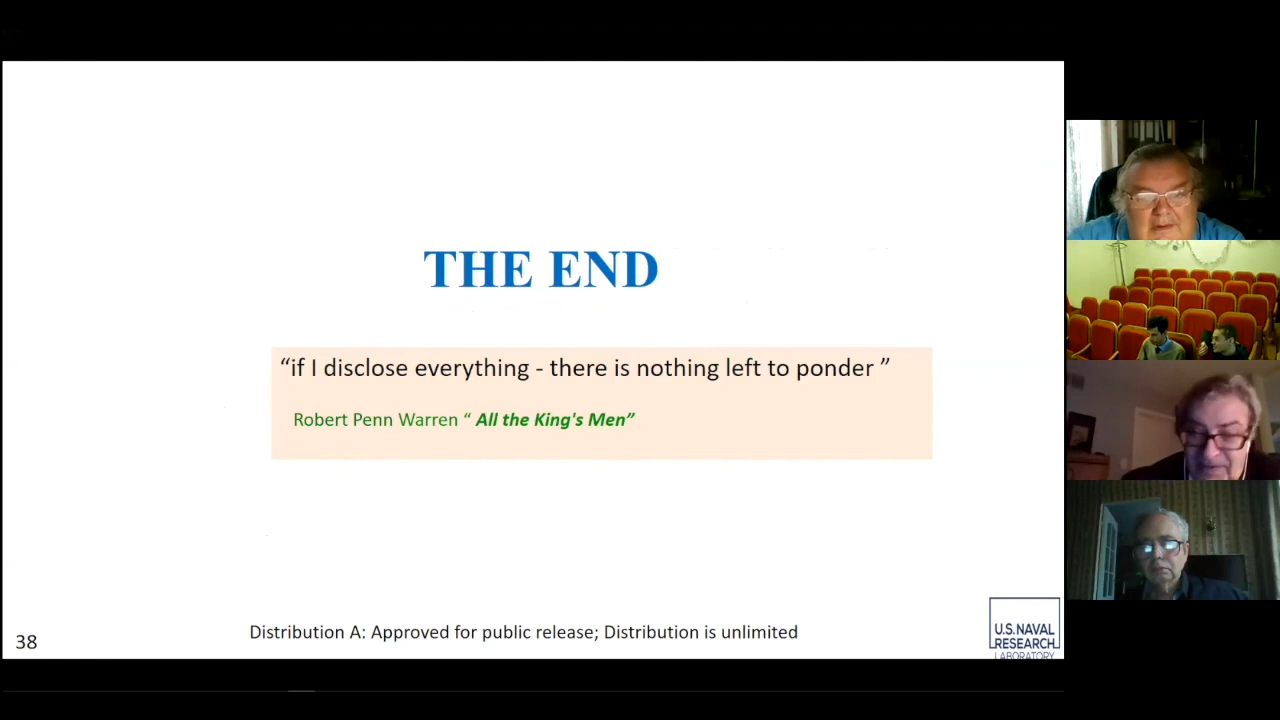 THE END
“if I disclose everything - there is nothing left to ponder ”
Robert Penn Warren “ All the King's Men”
Distribution A: Approved for public release; Distribution is unlimited
38
U.S. NAVAL
RESEARCH
LABORATORY